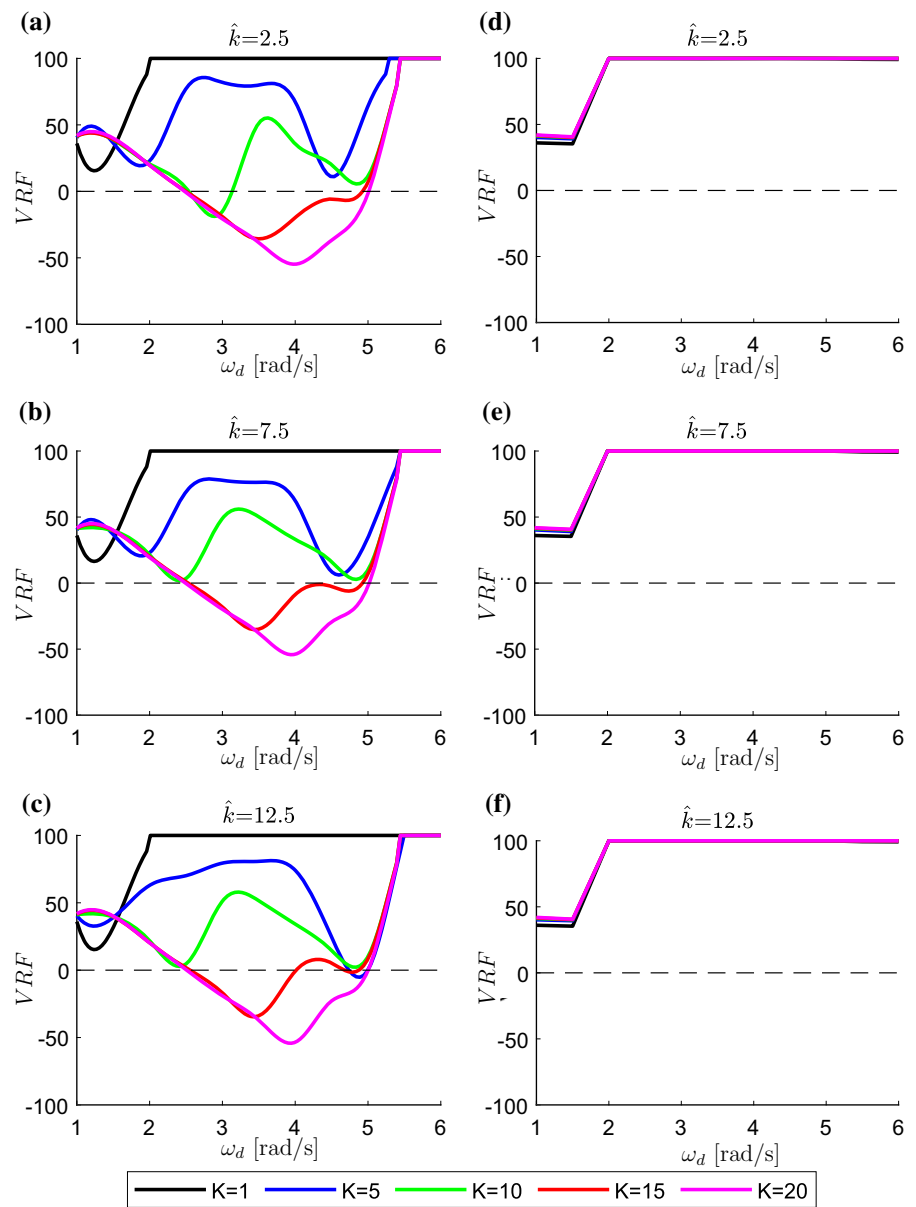 (a)
k̂=2.5
100
50
0
-50
-100
VRF
1 2 3 4 5 6
ω_d [rad/s]
(d)
k̂=2.5
100
50
0
-50
-100
VRF
1 2 3 4 5 6
ω_d [rad/s]
(b)
k̂=7.5
100
50
0
-50
-100
VRF
1 2 3 4 5 6
ω_d [rad/s]
(e)
k̂=7.5
100
50
0
-50
-100
VRF
1 2 3 4 5 6
ω_d [rad/s]
(c)
k̂=12.5
100
50
0
-50
-100
VRF
1 2 3 4 5 6
ω_d [rad/s]
(f)
k̂=12.5
100
50
0
-50
-100
VRF
1 2 3 4 5 6
ω_d [rad/s]
K=1 K=5 K=10 K=15 K=20